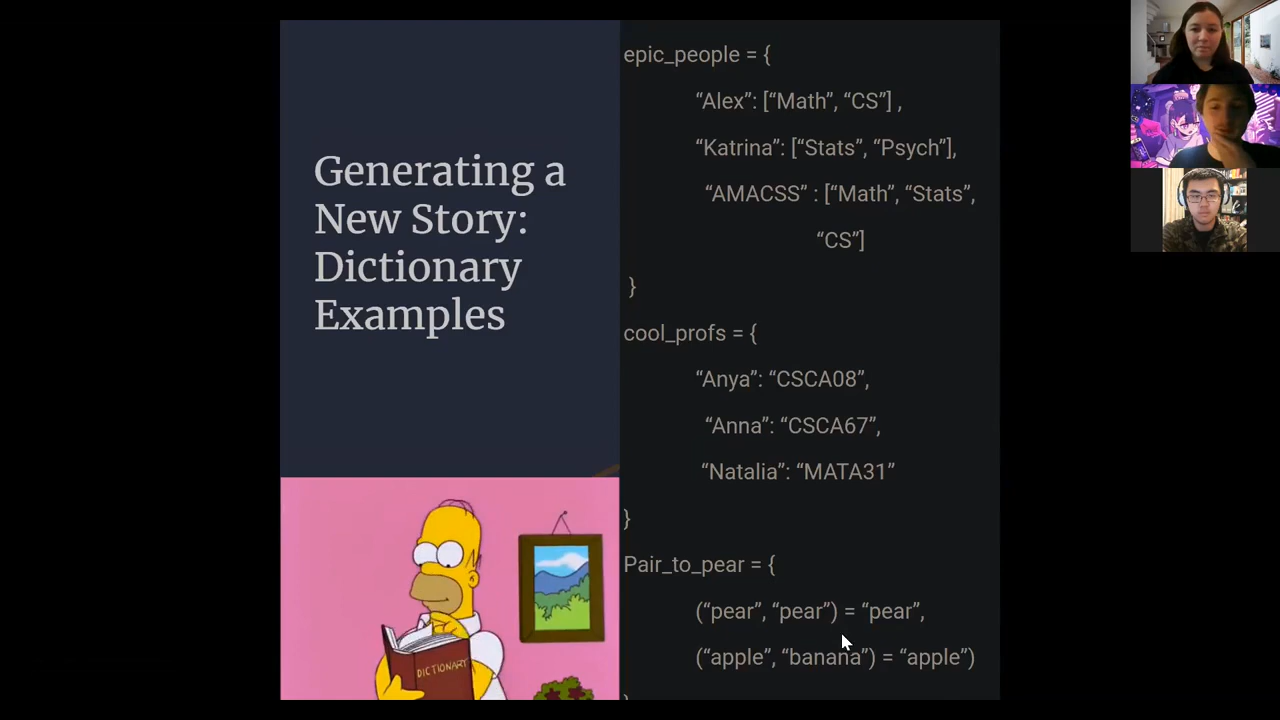 Generating a
New Story:
Dictionary
Examples
epic_people = {
“Alex”: [“Math”, “CS”] ,
“Katrina”: [“Stats”, “Psych”],
“AMACSS” : [“Math”, “Stats”,
“CS”]
}
cool_profs = {
“Anya”: “CSCA08”,
“Anna”: “CSCA67”,
“Natalia”: “MATA31”
}
Pair_to_pear = {
(“pear”, “pear”) = “pear”,
(“apple”, “banana”) = “apple”)
}
DICTIONARY